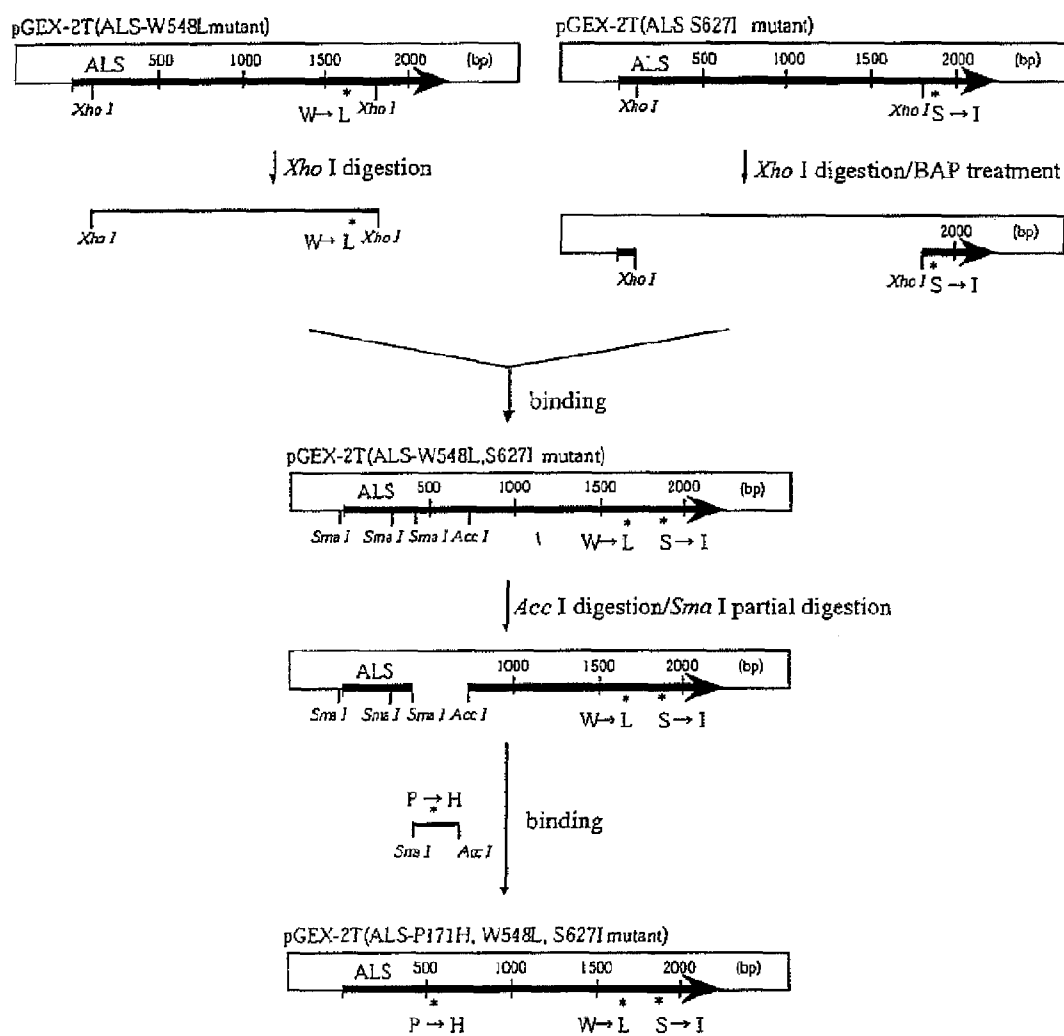 pGEX-2T(ALS-W548Lmutant)
ALS 500 1000 1500 2000 (bp)
Xho I W→L * Xho I
pGEX-2T(ALS S627I mutant)
ALS 500 1000 1500 2000 (bp)
Xho I Xho I * S→I
Xho I digestion
Xho I digestion/BAP treatment
Xho I W→L * Xho I
2000 (bp)
Xho I Xho I * S→I
binding
pGEX-2T(ALS-W548L,S627I mutant)
ALS 500 1000 1500 2000 (bp)
Sma I Sma I Sma I Acc I W→L * S→I *
Acc I digestion/Sma I partial digestion
ALS 1000 1500 2000 (bp)
Sma I Sma I Sma I Acc I W→L * S→I *
P→H
*
Sma I Acc I
binding
pGEX-2T(ALS-P171H, W548L, S627I mutant)
ALS 500 1000 1500 2000 (bp)
* * *
P→H W→L S→I